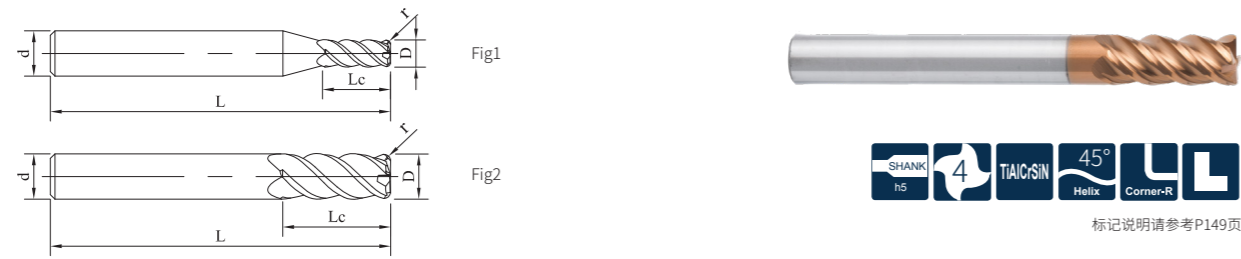 r
d
D
Lc
L
Fig1
r
d
D
Lc
L
Fig2
SHANK
h5
4
TiAlCrSiN
45°
Helix
Corner-R
标记说明请参考P149页